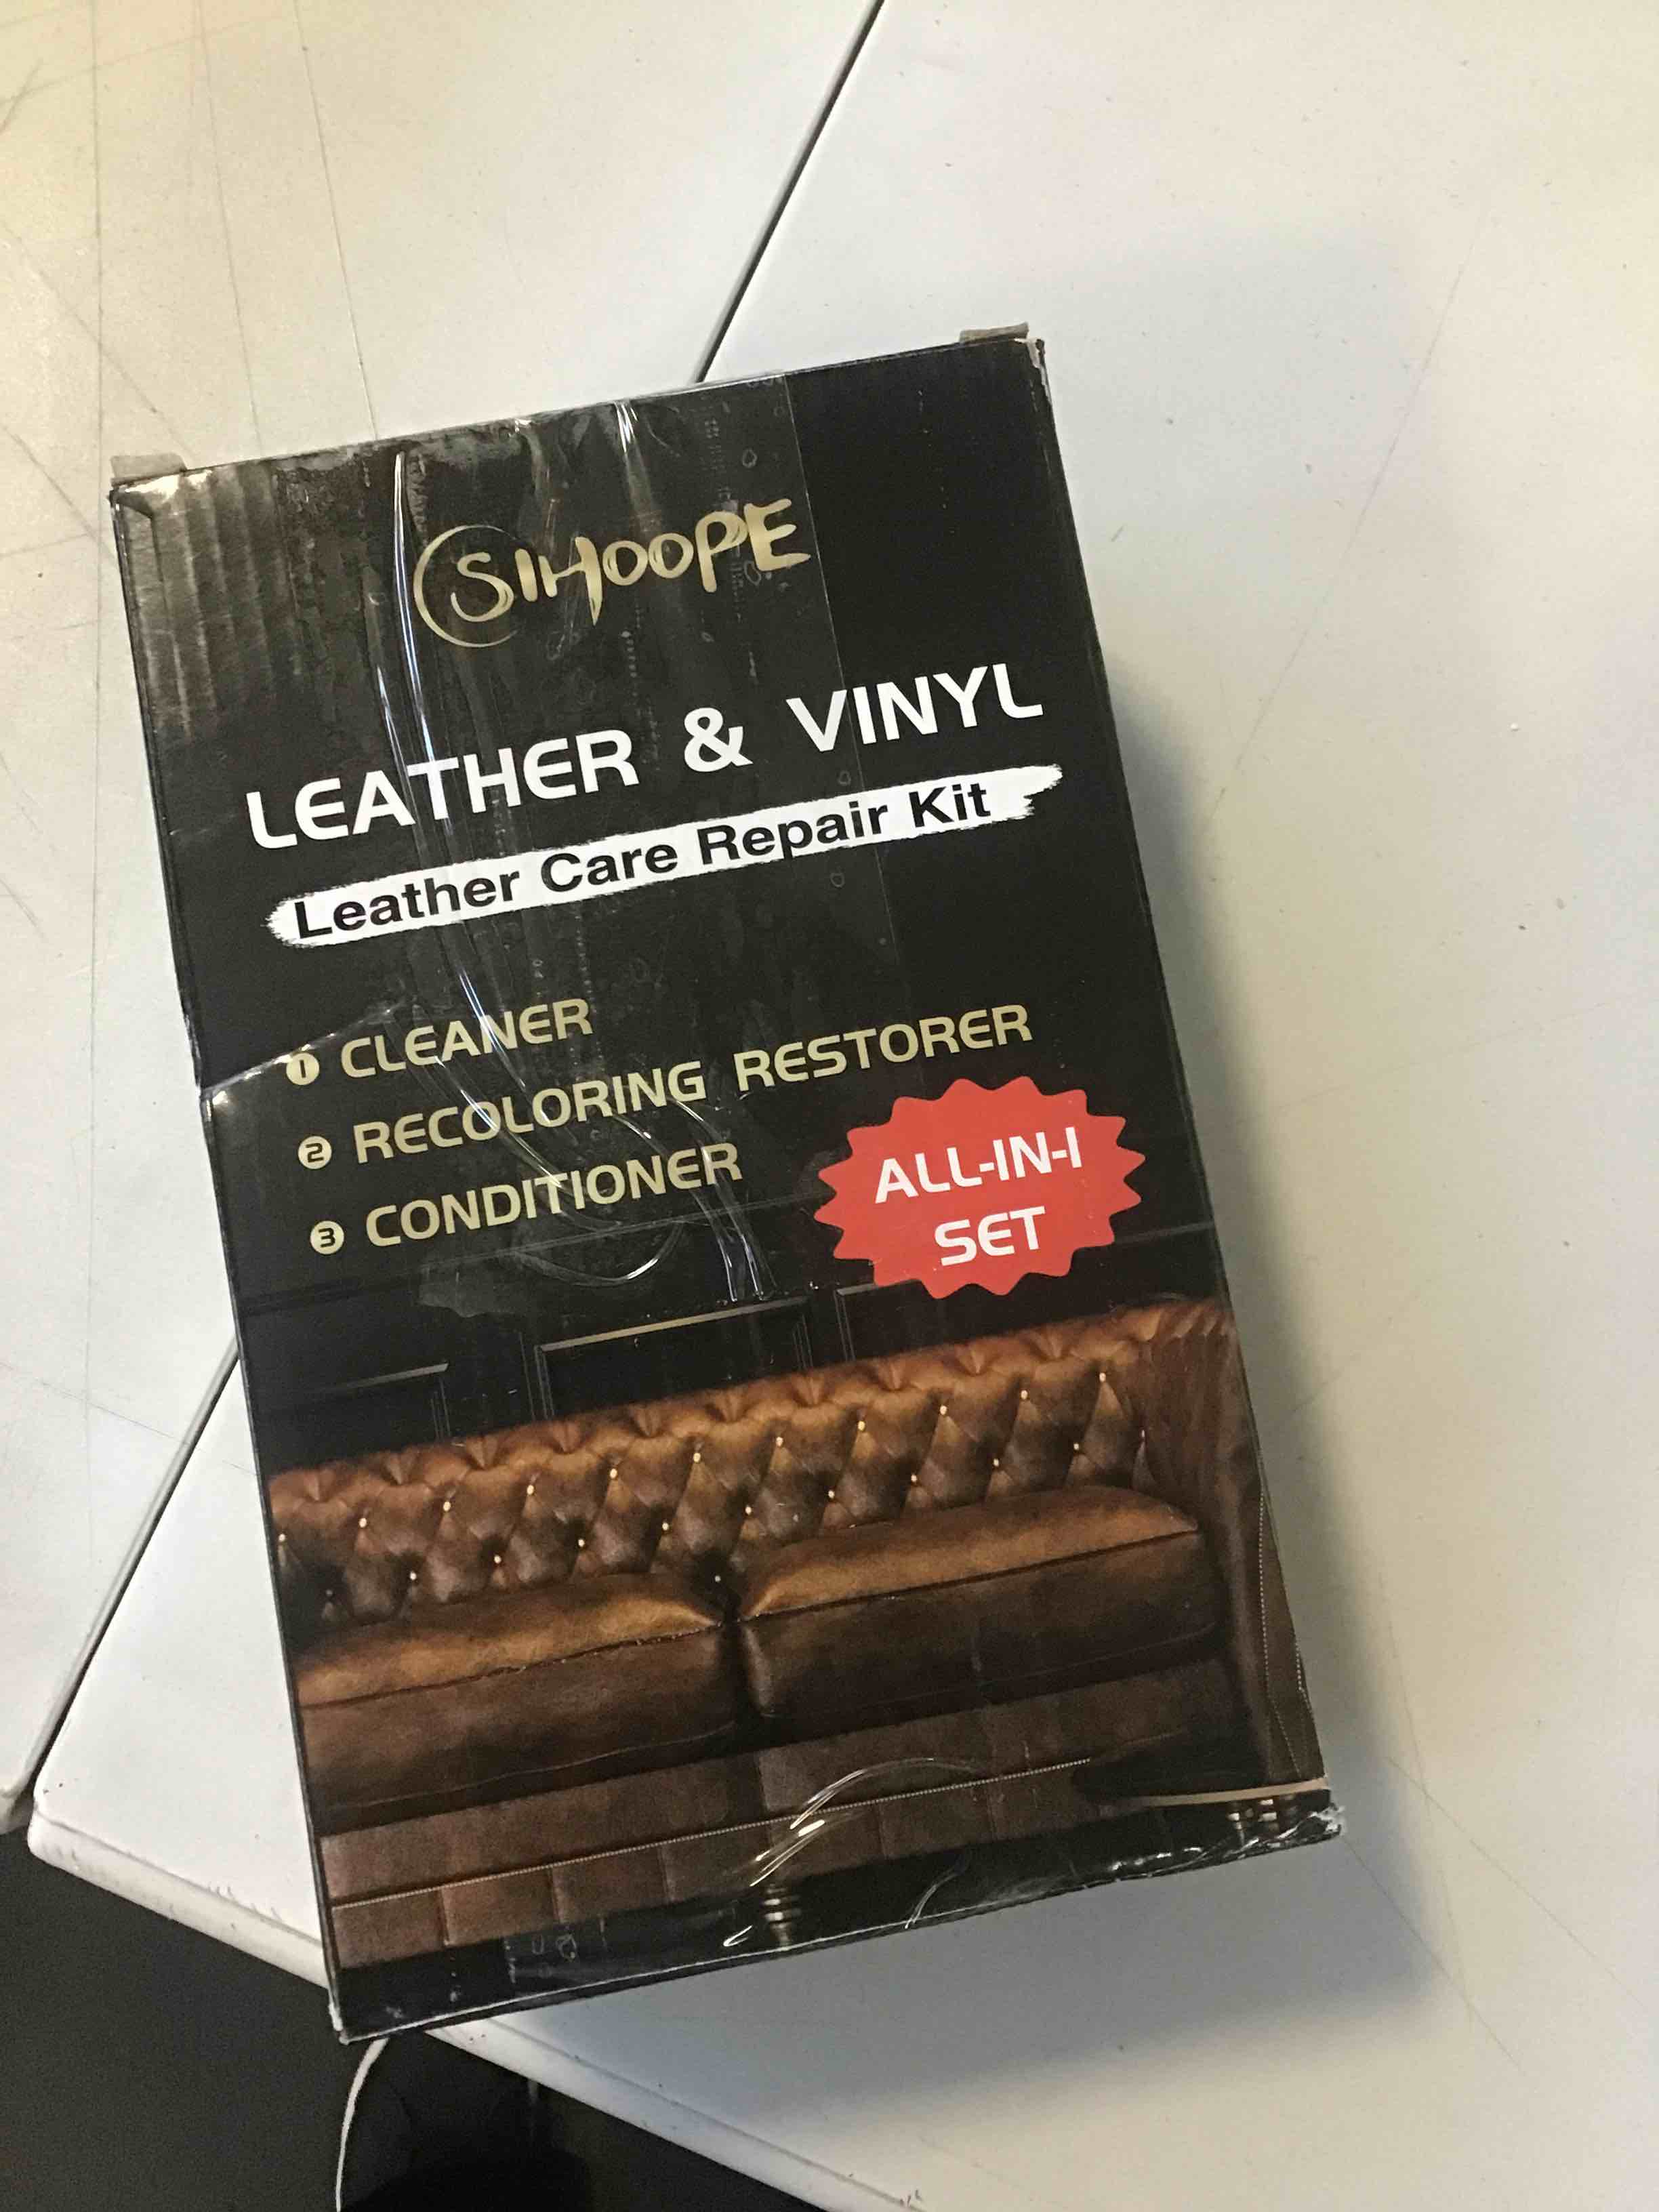 SIHOOPE
LEATHER & VINYL
Leather Care Repair Kit
1 CLEANER
2 RECOLORING RESTORER
3 CONDITIONER
ALL-IN-1
SET